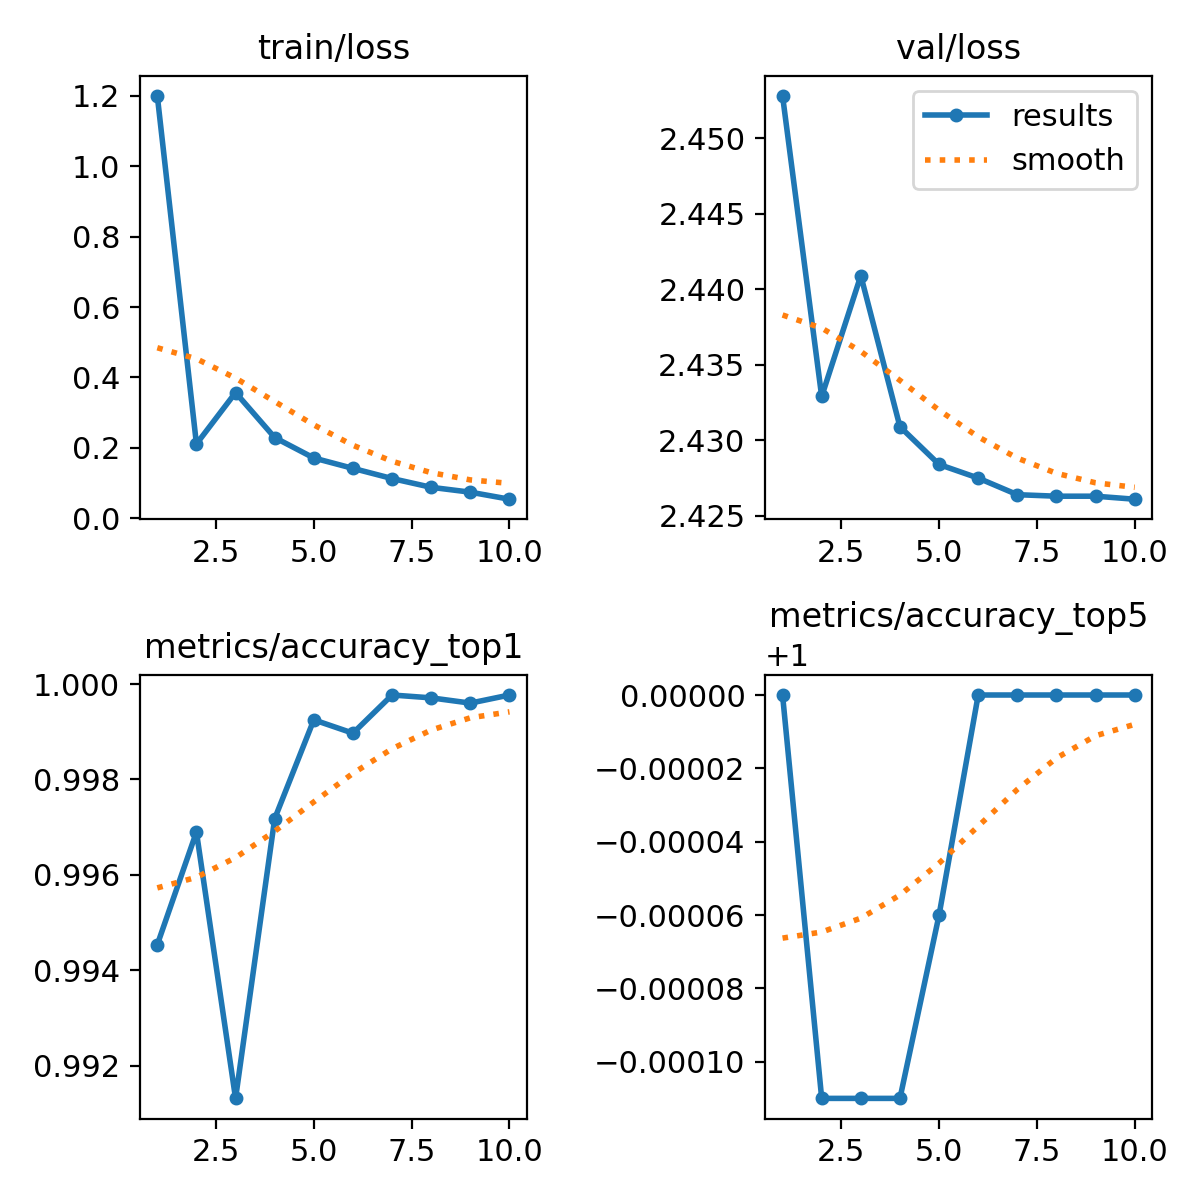 train/loss
1.2
1.0
0.8
0.6
0.4
0.2
0.0
2.5 5.0 7.5 10.0
val/loss
results
smooth
2.450
2.445
2.440
2.435
2.430
2.425
2.5 5.0 7.5 10.0
metrics/accuracy_top1
1.000
0.998
0.996
0.994
0.992
2.5 5.0 7.5 10.0
metrics/accuracy_top5
+1
0.00000
−0.00002
−0.00004
−0.00006
−0.00008
−0.00010
2.5 5.0 7.5 10.0